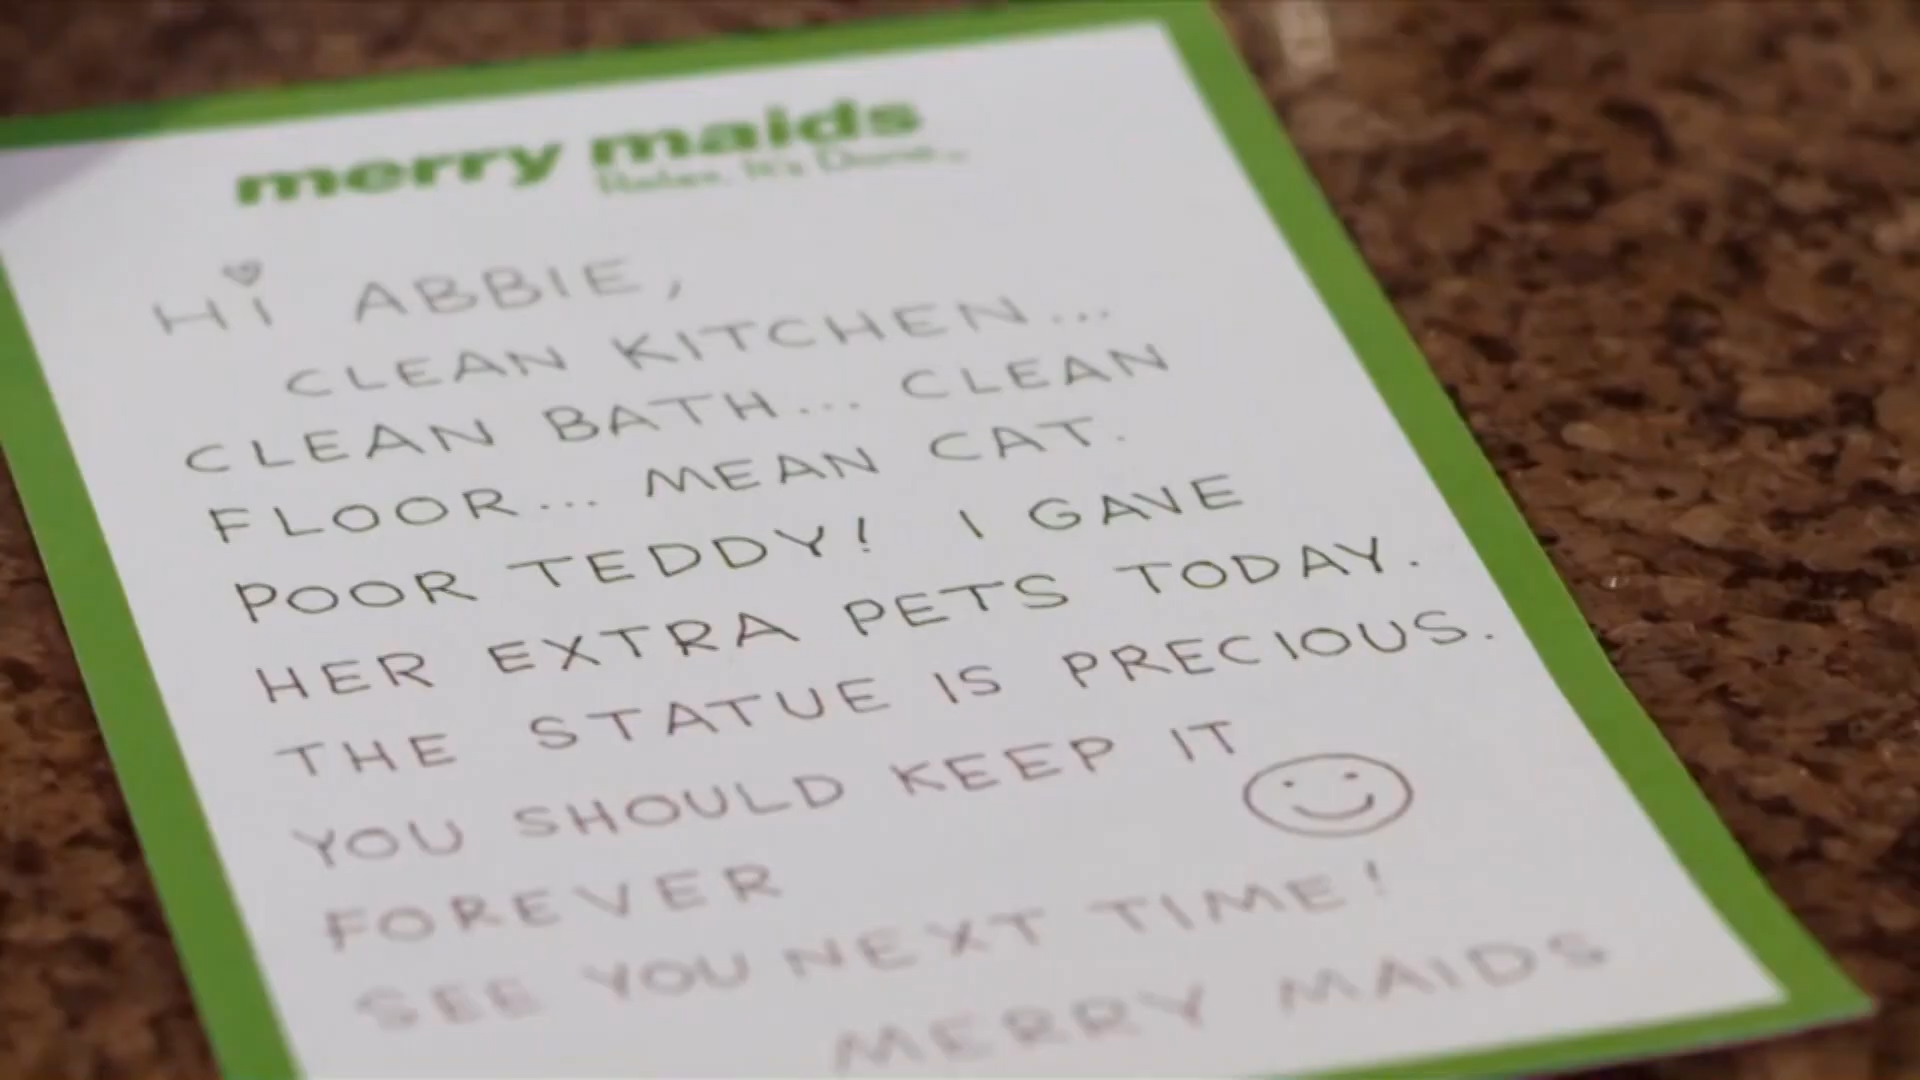 merry maids
Relax. It's Done.
Hi ABBIE,
CLEAN KITCHEN...
CLEAN BATH... CLEAN
FLOOR... MEAN CAT.
POOR TEDDY! I GAVE
HER EXTRA PETS TODAY.
THE STATUE IS PRECIOUS.
YOU SHOULD KEEP IT
FOREVER
SEE YOU NEXT TIME!
MERRY MAIDS